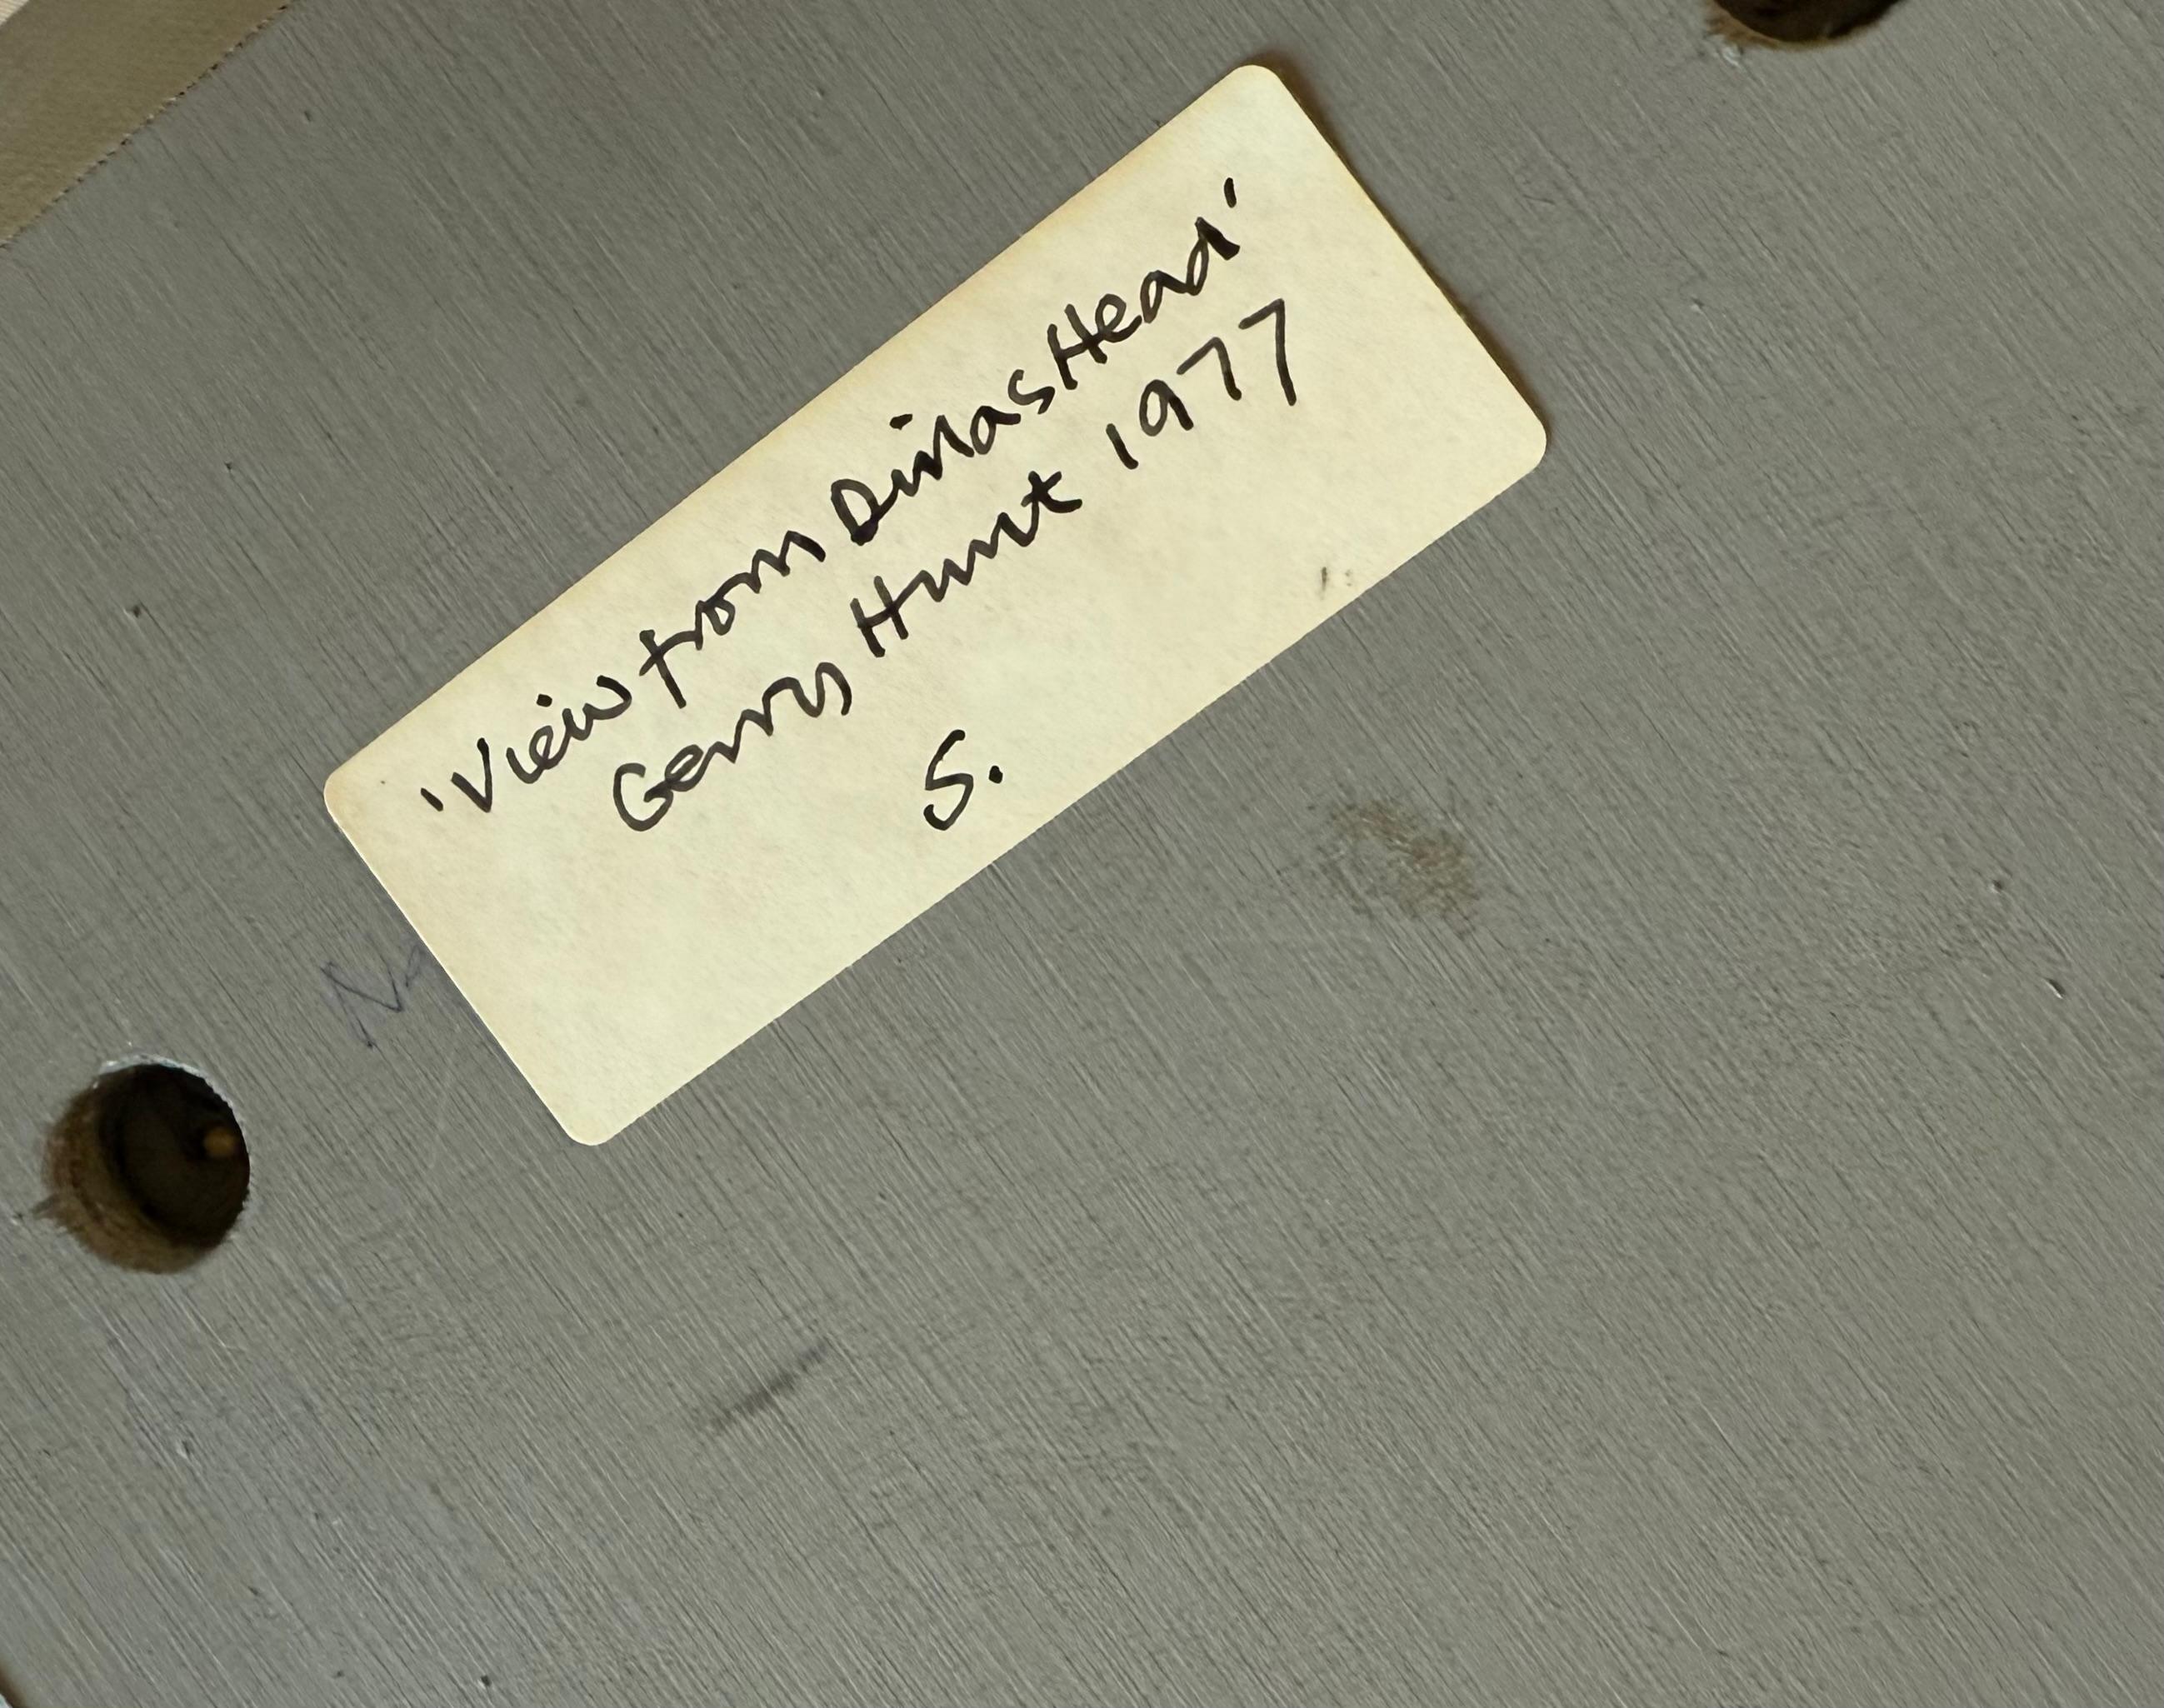 'View from Dinas Head'
Gerry Hunt 1977
S.